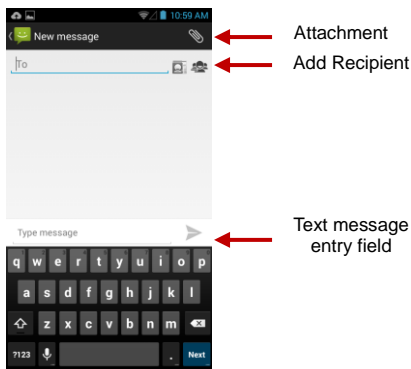 10:59 AM
New message
Attachment
To
Add Recipient
Type message
Text message
entry field
q w e r t y u i o p
a s d f g h j k l
z x c v b n m
?123 . Next